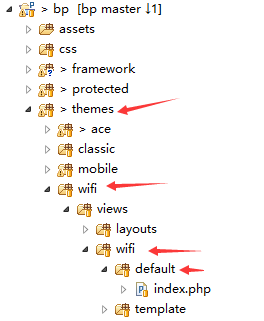 > bp [bp master ↓1]
assets
css
> framework
> protected
> themes
> ace
classic
mobile
wifi
views
layouts
wifi
default
index.php
template